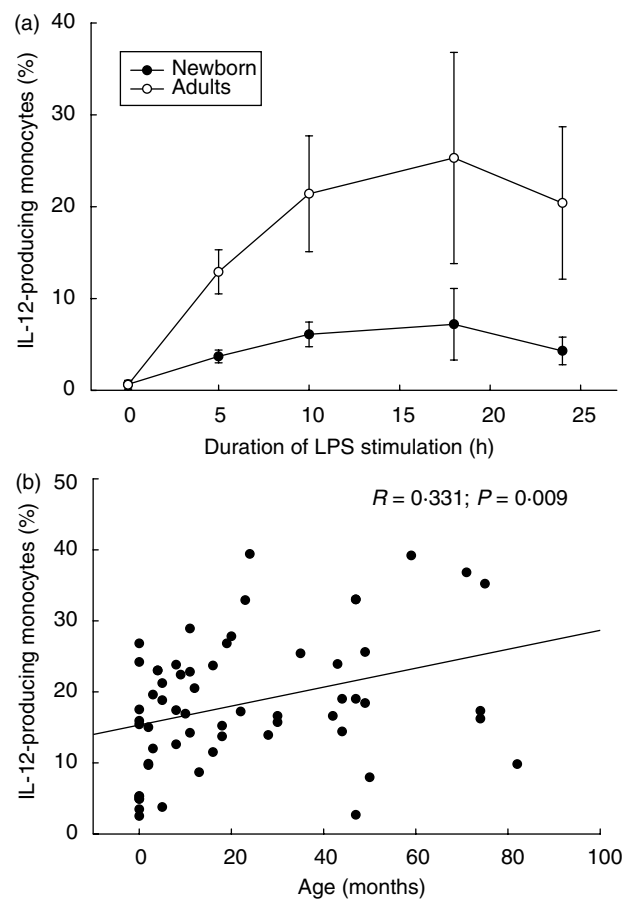 (a)
40
30
20
10
0
IL-12-producing monocytes (%)
Newborn
Adults
0 5 10 15 20 25
Duration of LPS stimulation (h)
(b)
50
40
30
20
10
0
IL-12-producing monocytes (%)
R = 0·331; P = 0·009
0 20 40 60 80 100
Age (months)